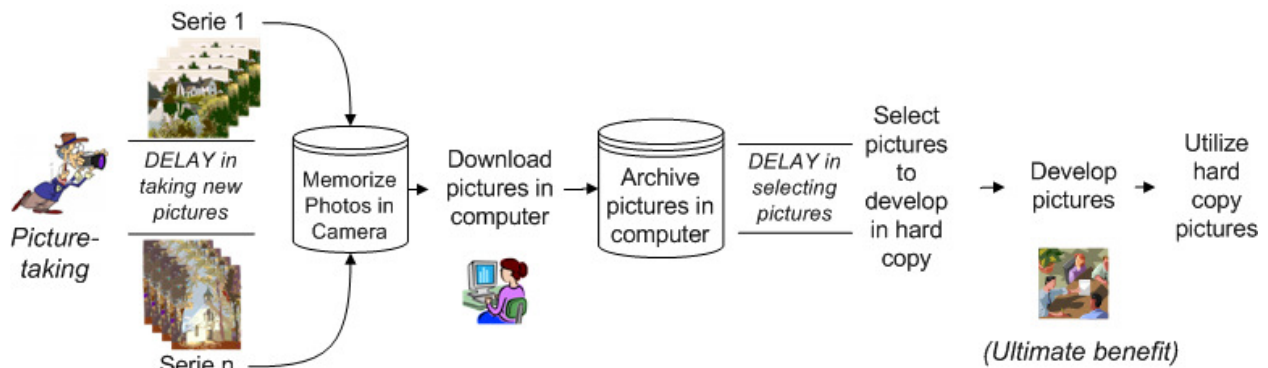 Serie 1
Picture-
taking
DELAY in
taking new
pictures
Serie n
Memorize
Photos in
Camera
Download
pictures in
computer
Archive
pictures in
computer
DELAY in
selecting
pictures
Select
pictures
to
develop
in hard
copy
Develop
pictures
(Ultimate benefit)
Utilize
hard
copy
pictures